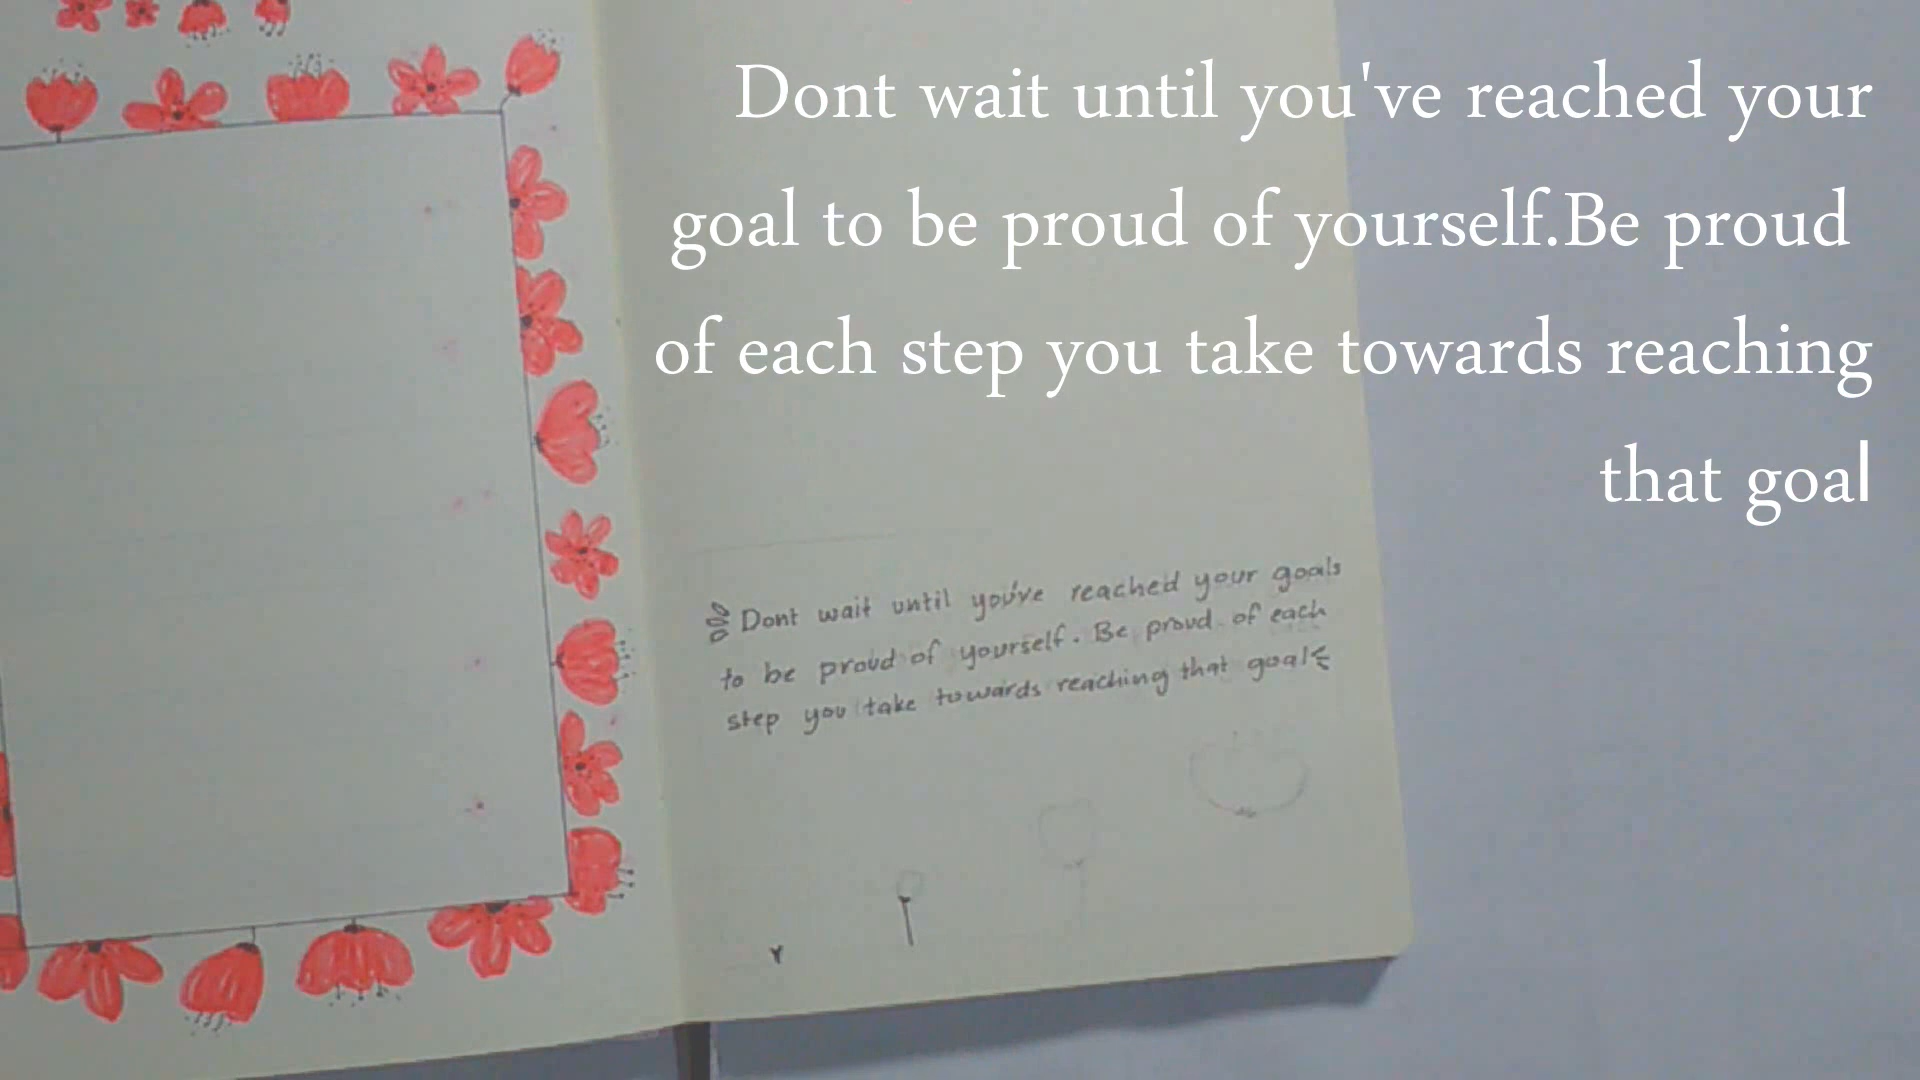 Dont wait until you've reached your
goal to be proud of yourself.Be proud
of each step you take towards reaching
that goal
Dont wait until you've reached your goals
to be proud of yourself. Be proud of each
step you take towards reaching that goal